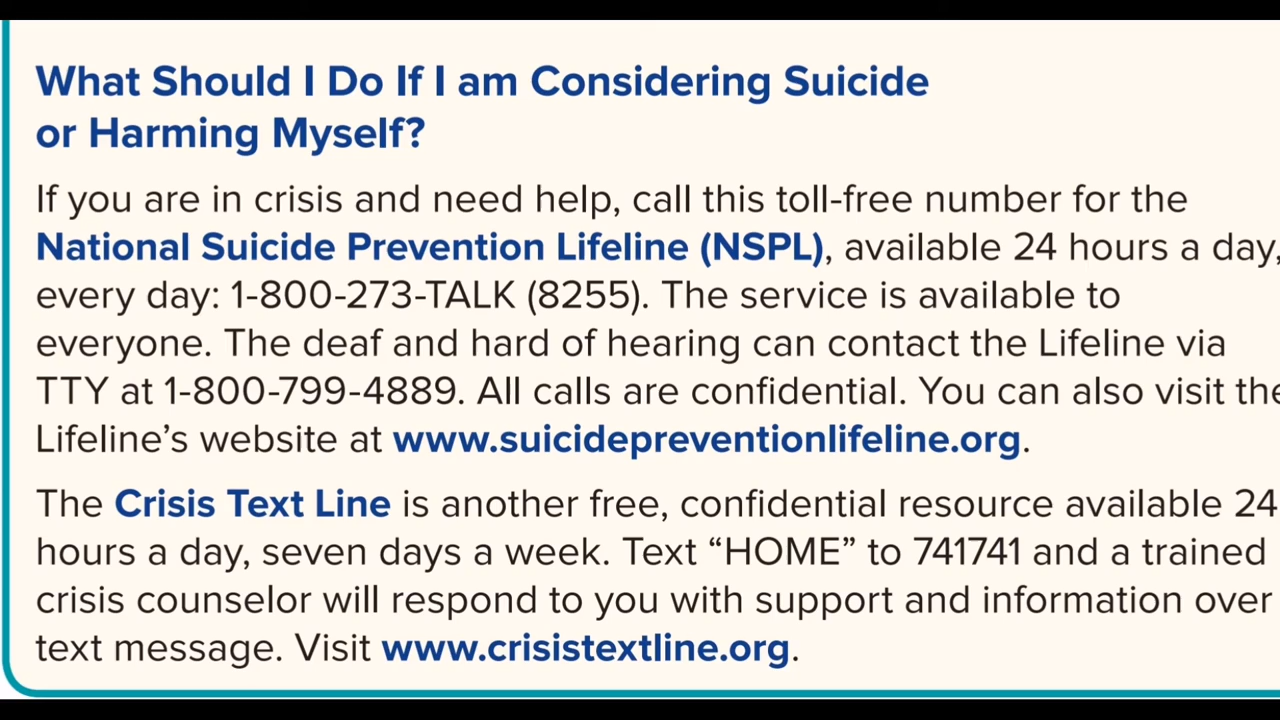 What Should I Do If I am Considering Suicide
or Harming Myself?
If you are in crisis and need help, call this toll-free number for the
National Suicide Prevention Lifeline (NSPL), available 24 hours a day,
every day: 1-800-273-TALK (8255). The service is available to
everyone. The deaf and hard of hearing can contact the Lifeline via
TTY at 1-800-799-4889. All calls are confidential. You can also visit the
Lifeline’s website at www.suicidepreventionlifeline.org.
The Crisis Text Line is another free, confidential resource available 24
hours a day, seven days a week. Text “HOME” to 741741 and a trained
crisis counselor will respond to you with support and information over
text message. Visit www.crisistextline.org.